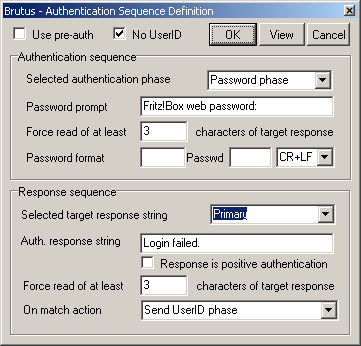 Brutus - Authentication Sequence Definition
Use pre-auth No UserID OK View Cancel
Authentication sequence
Selected authentication phase Password phase
Password prompt Fritz!Box web password:
Force read of at least 3 characters of target response
Password format Passwd CR+LF
Response sequence
Selected target response string Primary
Auth. response string Login failed.
Response is positive authentication
Force read of at least 3 characters of target response
On match action Send UserID phase